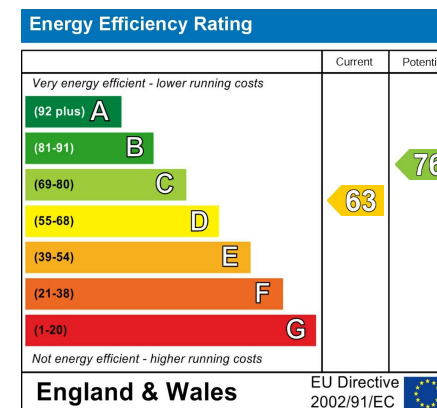 Energy Efficiency Rating
Current Potenti
Very energy efficient - lower running costs
(92 plus) A
(81-91) B
(69-80) C
(55-68) D
(39-54) E
(21-38) F
(1-20) G
63
76
Not energy efficient - higher running costs
England & Wales
EU Directive
2002/91/EC